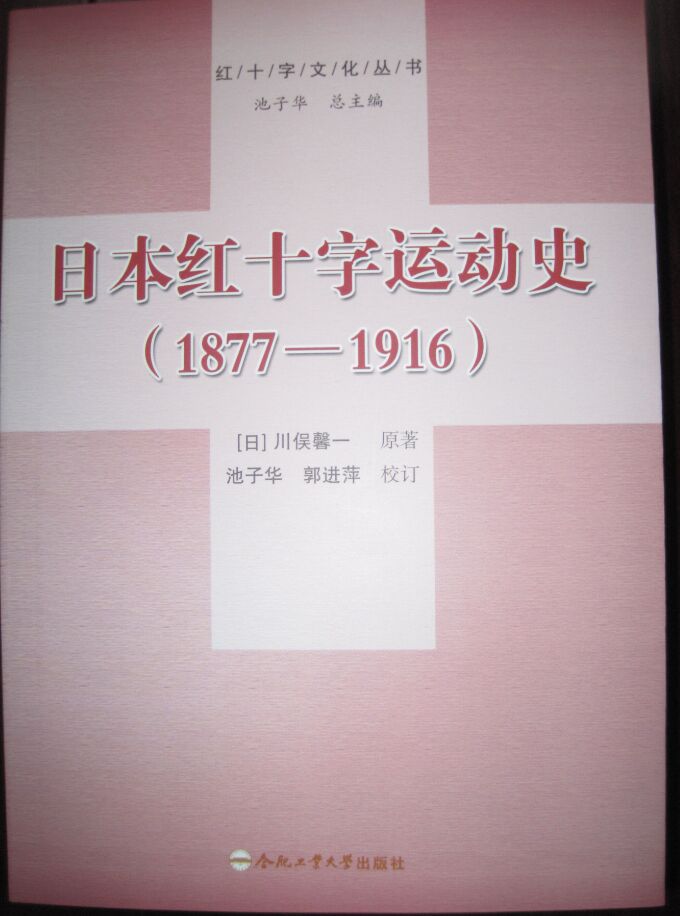 红/十/字/文/化/丛/书
池子华 总主编
日本红十字运动史
（1877—1916）
[日] 川俣馨一 原著
池子华 郭进萍 校订
合肥工业大学出版社